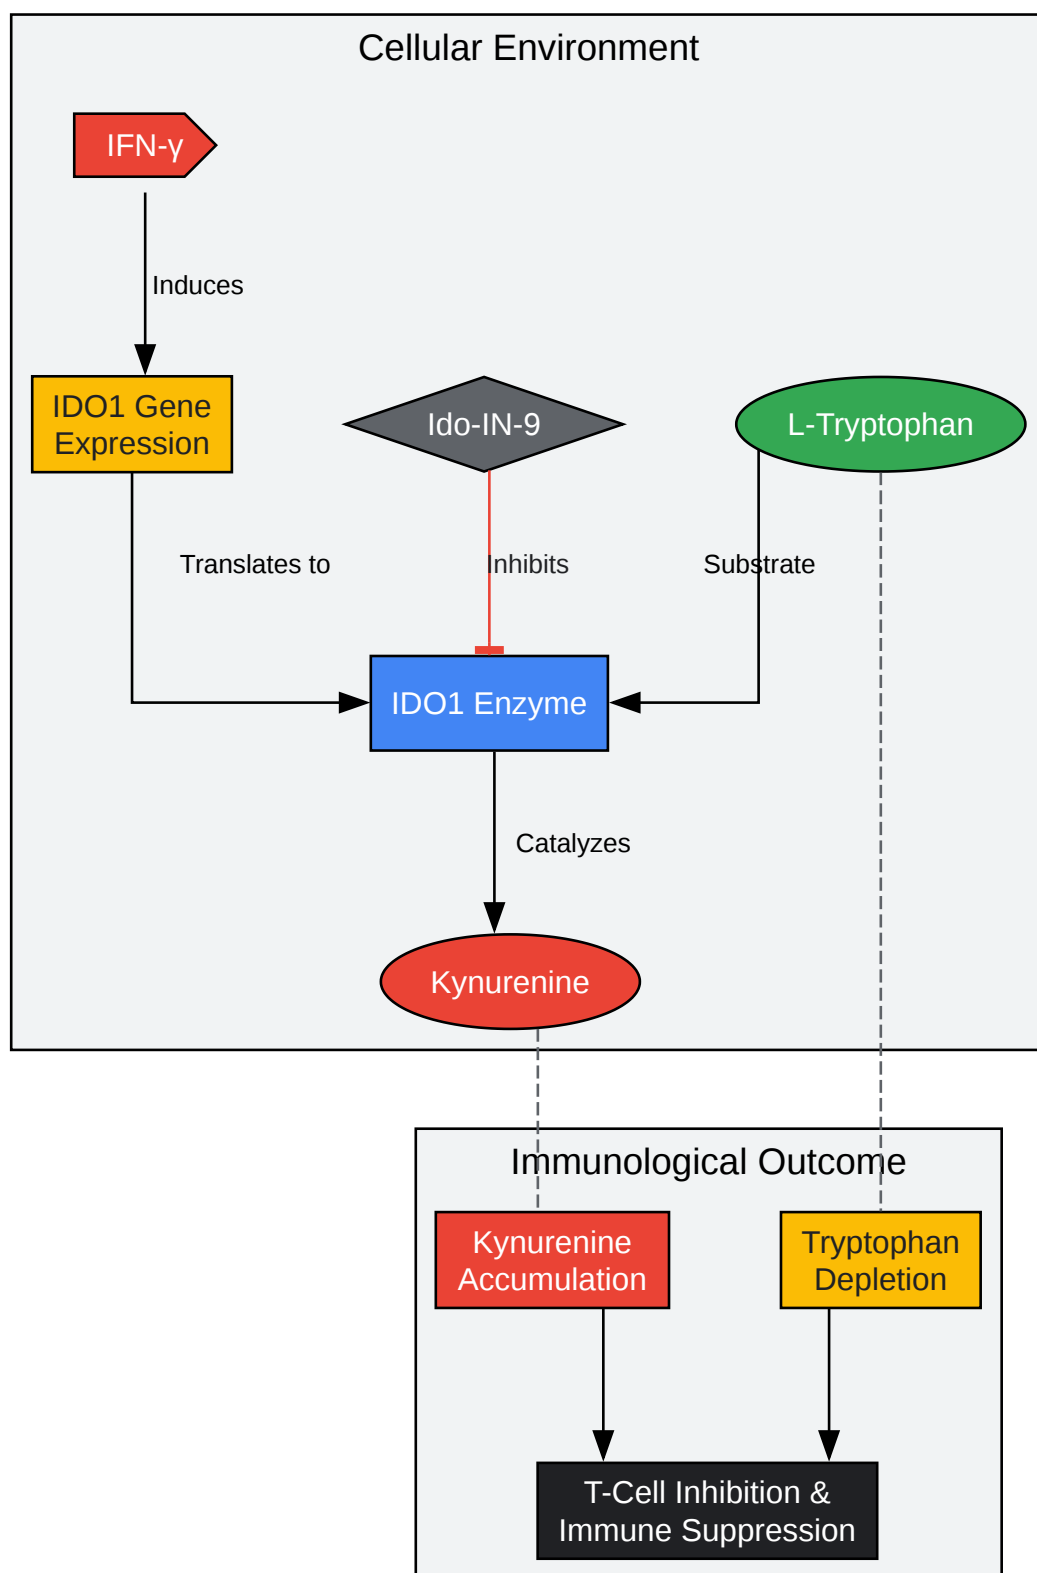 Cellular Environment
IFN-γ
Induces
IDO1 Gene
Expression
Ido-IN-9
L-Tryptophan
Translates to
Inhibits
Substrate
IDO1 Enzyme
Catalyzes
Kynurenine
Immunological Outcome
Kynurenine
Accumulation
Tryptophan
Depletion
T-Cell Inhibition &
Immune Suppression